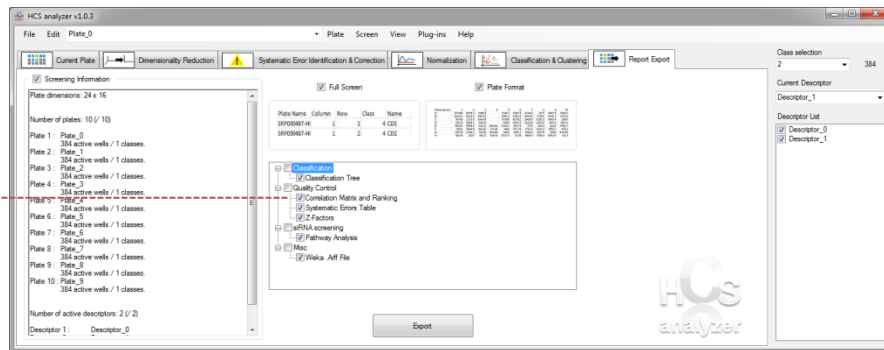 HCS analyzer v1.0.3
File Edit Plate_0 Plate Screen View Plug-ins Help
Current Plate Dimensionality Reduction Systematic Error Identification & Correction Normalization Classification & Clustering Report Export
Class selection
2 384
Current Descriptor
Descriptor_1
Descriptor List
Descriptor_0
Descriptor_1
Screening Information
Plate dimensions: 24 x 16
Number of plates: 10 (/ 10)
Plate 1 : Plate_0
384 active wells / 1 classes.
Plate 2 : Plate_1
384 active wells / 1 classes.
Plate 3 : Plate_2
384 active wells / 1 classes.
Plate 4 : Plate_3
384 active wells / 1 classes.
Plate 5 : Plate_4
384 active wells / 1 classes.
Plate 6 : Plate_5
384 active wells / 1 classes.
Plate 7 : Plate_6
384 active wells / 1 classes.
Plate 8 : Plate_7
384 active wells / 1 classes.
Plate 9 : Plate_8
384 active wells / 1 classes.
Plate 10 : Plate_9
384 active wells / 1 classes.
Number of active descriptors: 2 (/ 2)
Descriptor 1 : Descriptor_0
Full Screen
Plate Format
Plate Name Column Row Class Name
SRP000487-HI 1 1 4 CD1
SRP000487-HI 1 2 4 CD2
Classification
Classification Tree
Quality Control
Correlation Matrix and Ranking
Systematic Errors Table
Z-Factors
siRNA screening
Pathway Analysis
Misc
Weka .Arff File
Export
HCS
analyzer